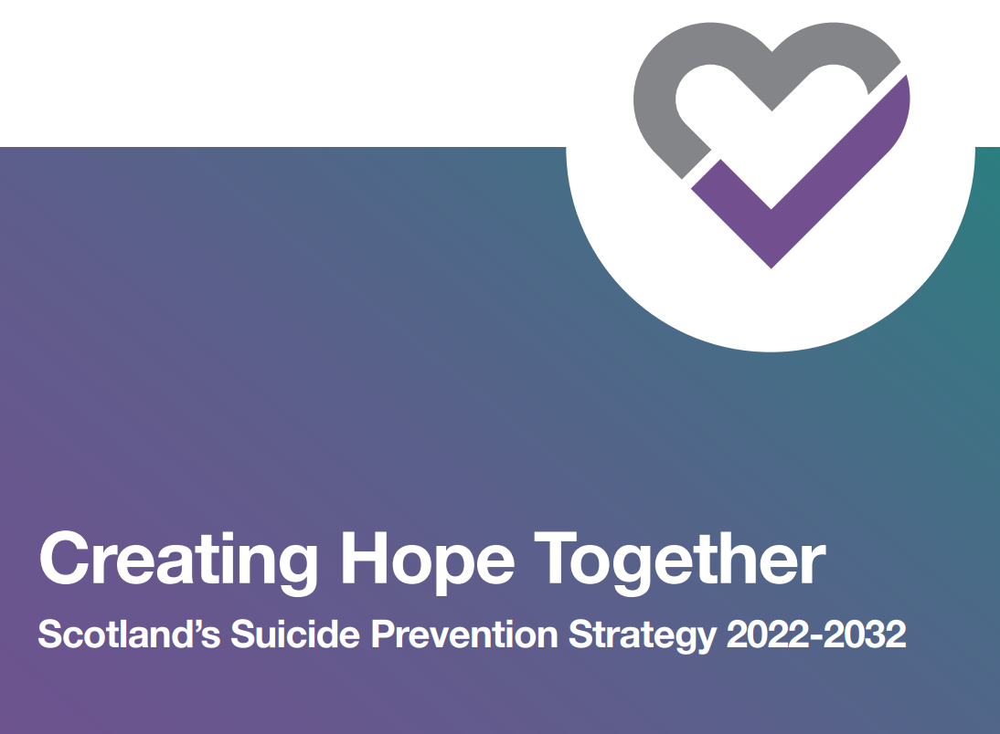 Creating Hope Together
Scotland’s Suicide Prevention Strategy 2022-2032